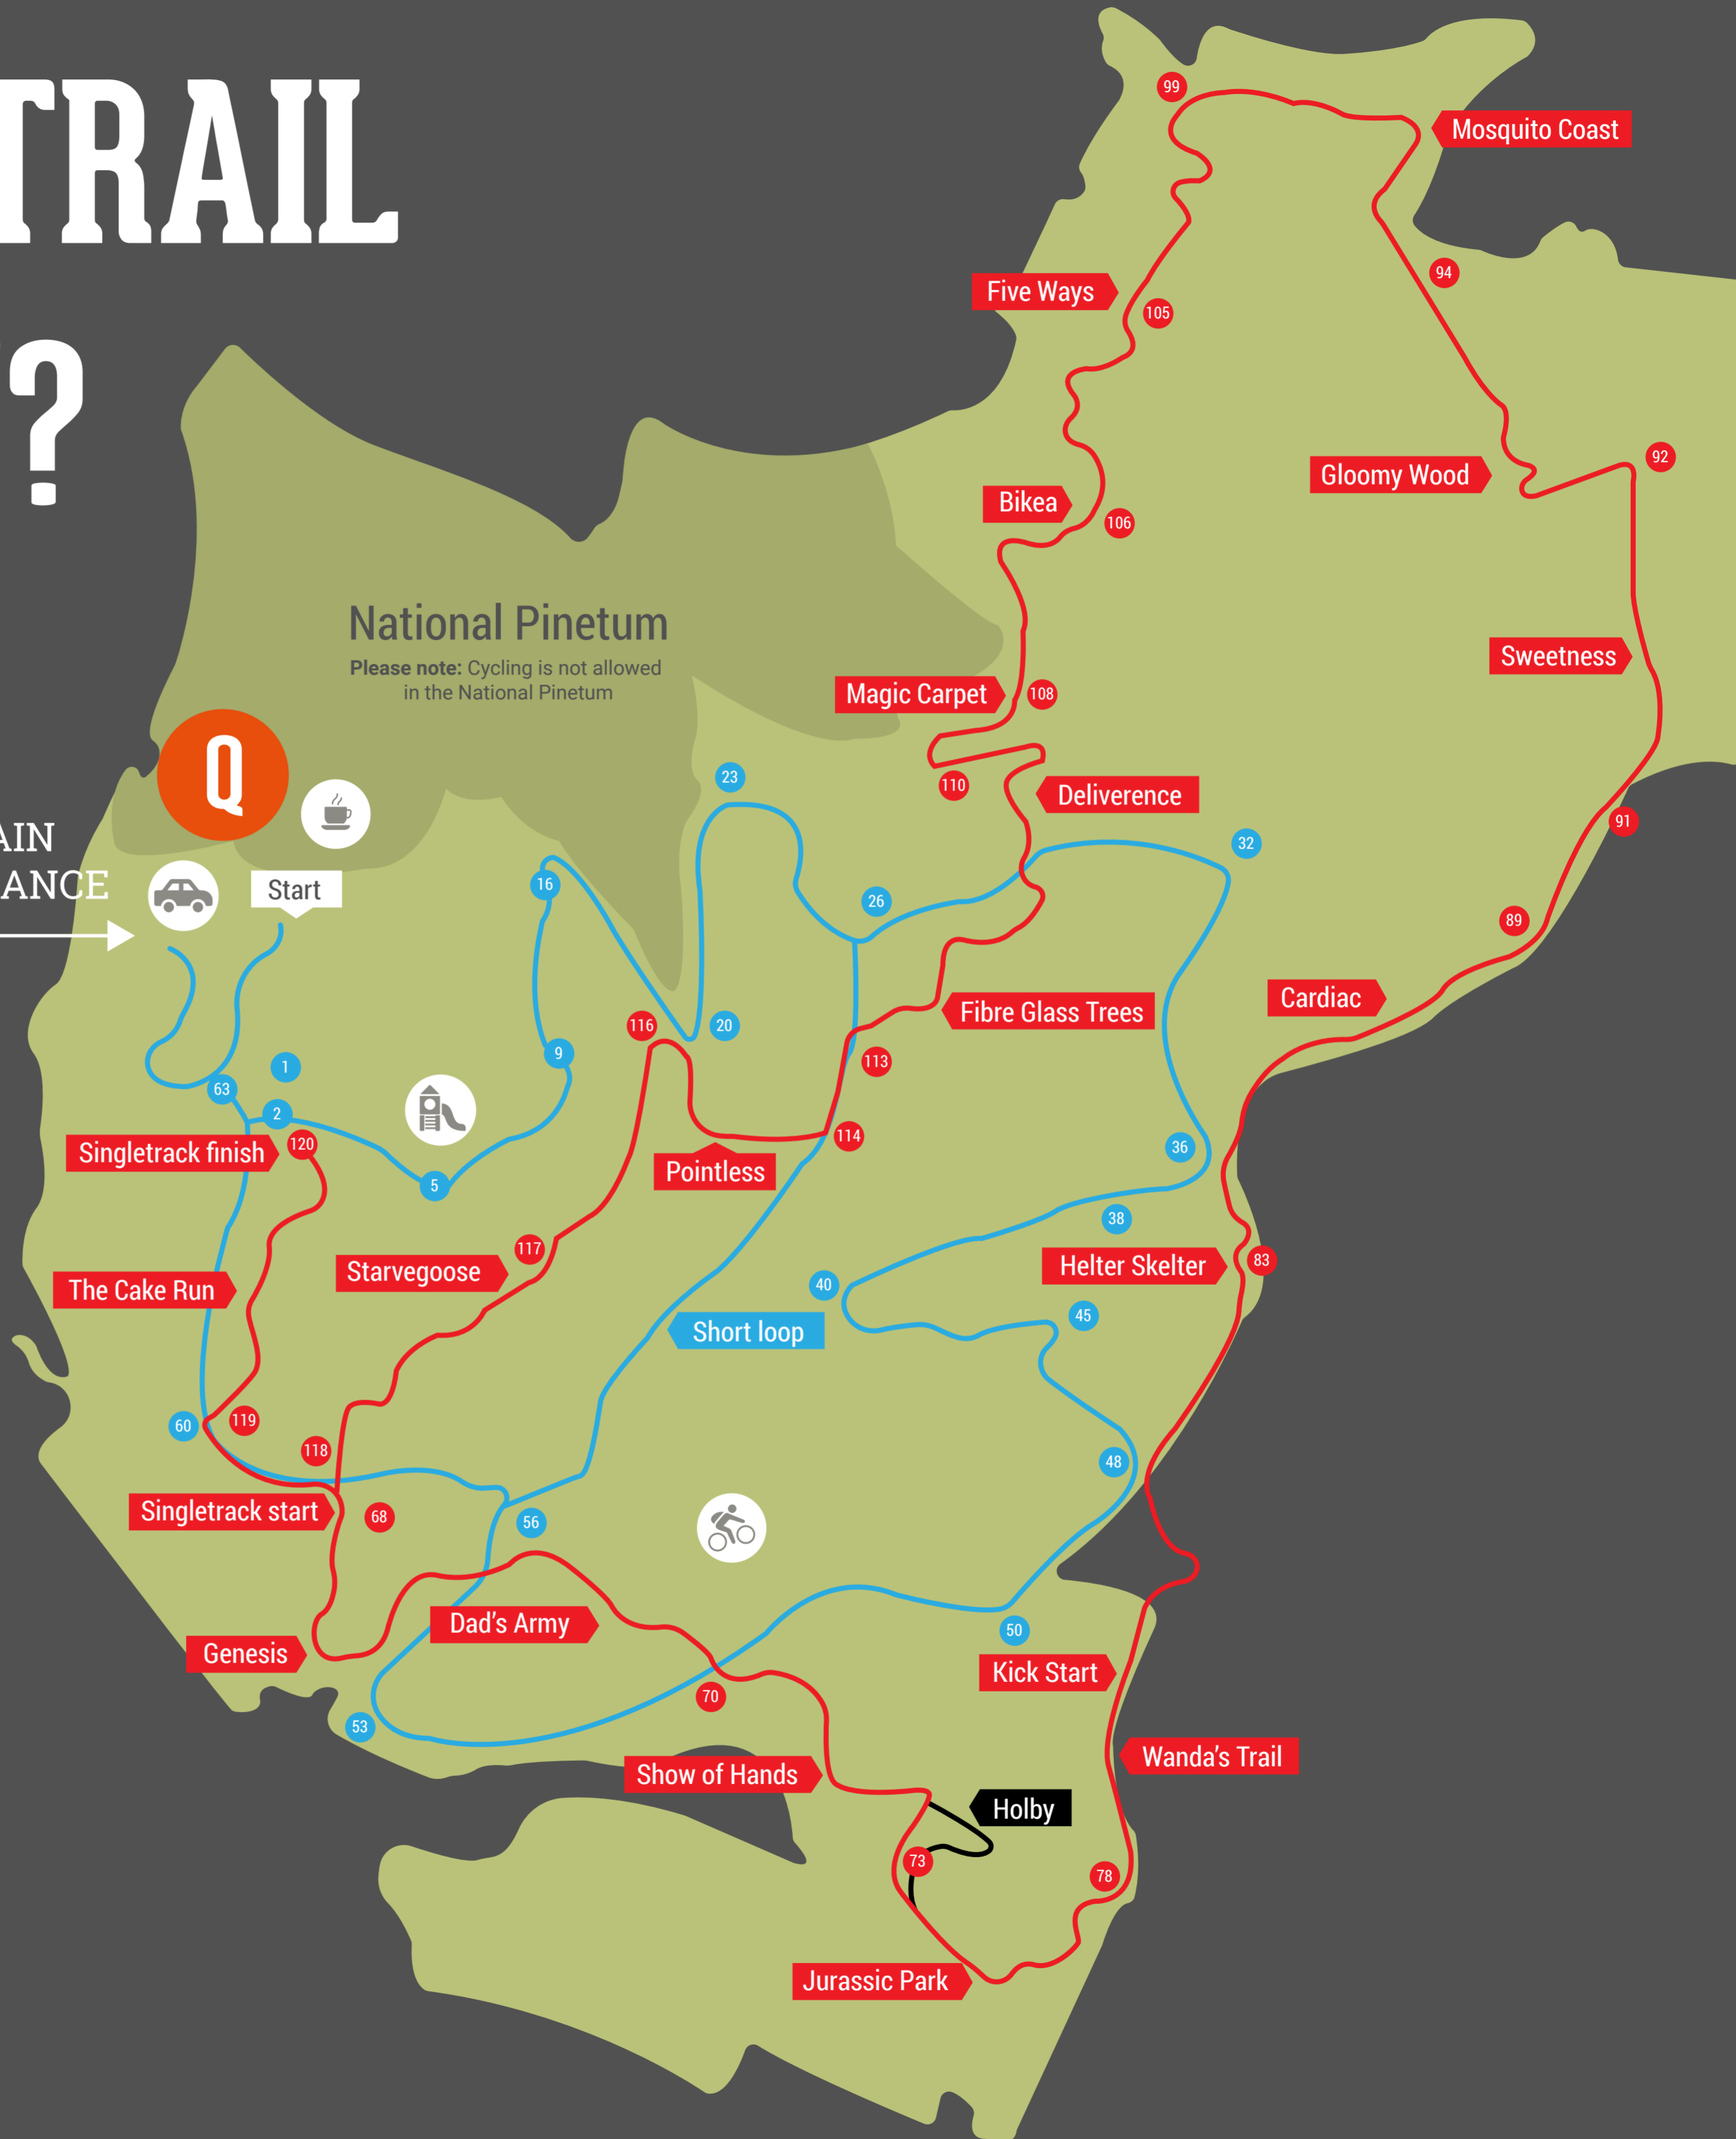 TRAIL
?
99
Mosquito Coast
94
Five Ways
105
92
Gloomy Wood
Bikea
106
National Pinetum
Please note: Cycling is not allowed
in the National Pinetum
Sweetness
Magic Carpet
108
Q
23
110
Deliverence
AIN
ANCE
91
32
Start
16
26
89
Cardiac
Fibre Glass Trees
116
20
9
113
1
63
2
114
36
Singletrack finish
120
Pointless
5
38
117
Starvegoose
Helter Skelter
83
The Cake Run
40
45
Short loop
60
119
118
48
Singletrack start
68
56
Dad's Army
50
Genesis
Kick Start
70
53
Wanda's Trail
Show of Hands
Holby
73
78
Jurassic Park